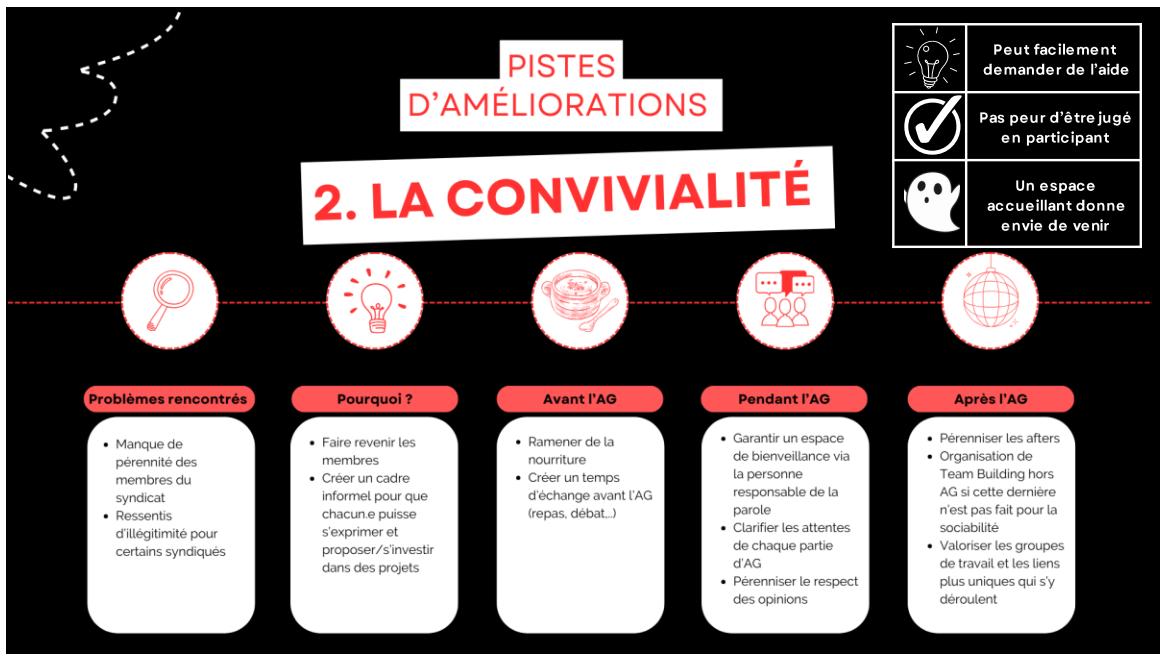 PISTES
D'AMÉLIORATIONS
2. LA CONVIVIALITÉ
Peut facilement
demander de l'aide
Pas peur d'être jugé
en participant
Un espace
accueillant donne
envie de venir
Problèmes rencontrés
• Manque de
pérennité des
membres du
syndicat
• Ressentis
d'illégitimité pour
certains syndiqués
Pourquoi ?
• Faire revenir les
membres
• Créer un cadre
informel pour que
chacun.e puisse
s'exprimer et
proposer/s'investir
dans des projets
Avant l'AG
• Ramener de la
nourriture
• Créer un temps
d'échange avant l'AG
(repas, débat,..)
Pendant l'AG
• Garantir un espace
de bienveillance via
la personne
responsable de la
parole
• Clarifier les attentes
de chaque partie
d'AG
• Pérenniser le respect
des opinions
Après l'AG
• Pérenniser les afters
• Organisation de
Team Building hors
AG si cette dernière
n'est pas fait pour la
sociabilité
• Valoriser les groupes
de travail et les liens
plus uniques qui s'y
déroulent